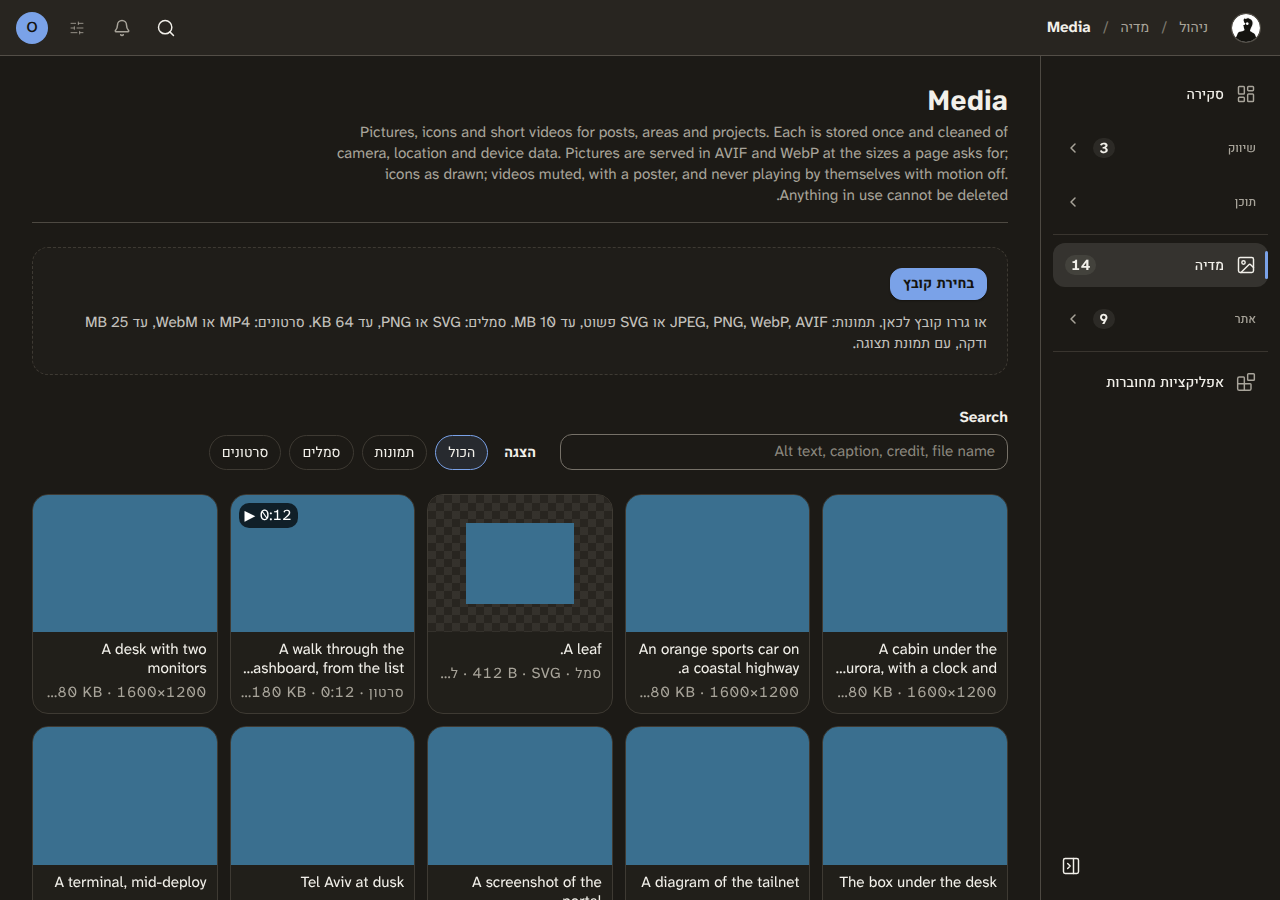 ניהול / מדיה / Media
O
סקירה
שיווק 3
תוכן
מדיה 14
אתר 9
אפליקציות מחוברות
Media
Pictures, icons and short videos for posts, areas and projects. Each is stored once and cleaned of
camera, location and device data. Pictures are served in AVIF and WebP at the sizes a page asks for;
icons as drawn; videos muted, with a poster, and never playing by themselves with motion off.
Anything in use cannot be deleted.
בחירת קובץ
או גררו קובץ לכאן. תמונות: JPEG, PNG, WebP, AVIF או SVG פשוט, עד 10 MB. סמלים: SVG או PNG, עד 64 KB. סרטונים: MP4 או WebM, עד 25 MB
ודקה, עם תמונת תצוגה.
Search
Alt text, caption, credit, file name
הצגה הכול תמונות סמלים סרטונים
A cabin under the
urora, with a clock and…
1600×1200 · 80 KB…
An orange sports car on
a coastal highway.
1600×1200 · 80 KB…
A leaf.
סמל · SVG · 412 B · ל…
▶ 0:12
A walk through the
ashboard, from the list…
סרטון · 0:12 · 180 KB…
A desk with two
monitors
1600×1200 · 80 KB…
The box under the desk
A diagram of the tailnet
A screenshot of the
portal
Tel Aviv at dusk
A terminal, mid-deploy